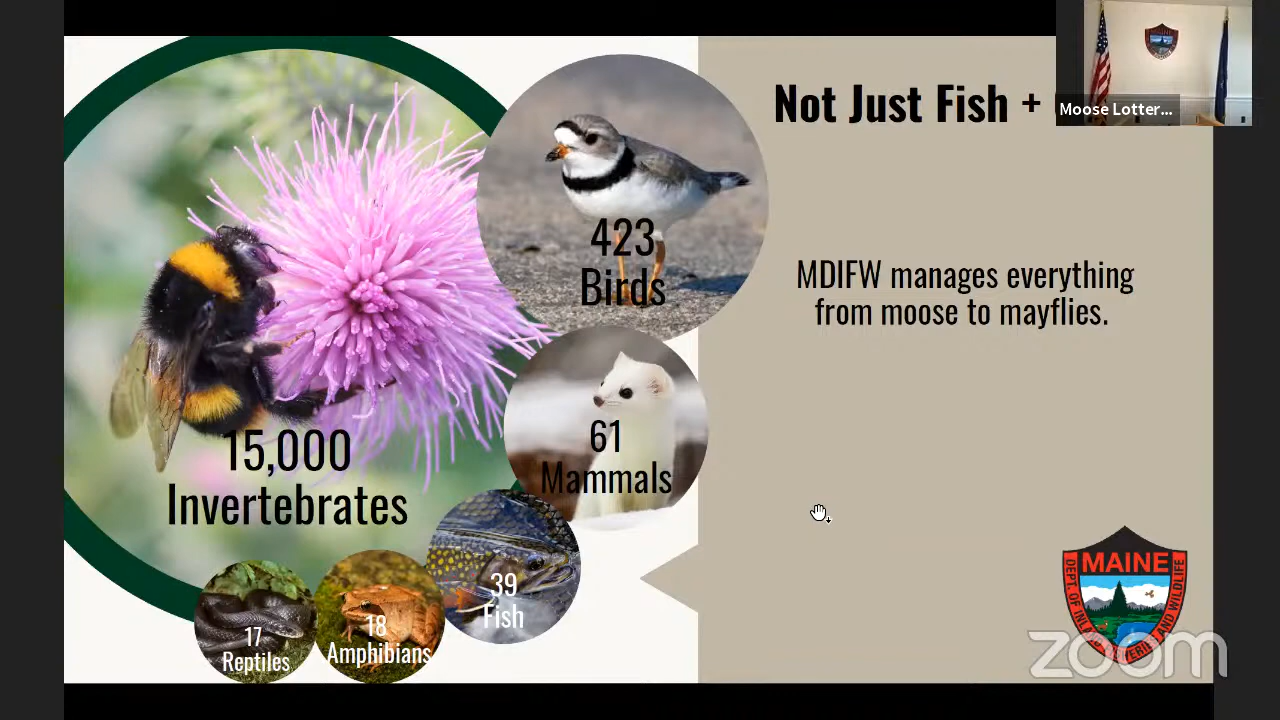 Not Just Fish +
Moose Lotter...
MDIFW manages everything
from moose to mayflies.
423
Birds
61
Mammals
15,000
Invertebrates
39
Fish
18
Amphibians
17
Reptiles
MAINE
DEPT. OF INLAND FISHERIES AND WILDLIFE
zoom